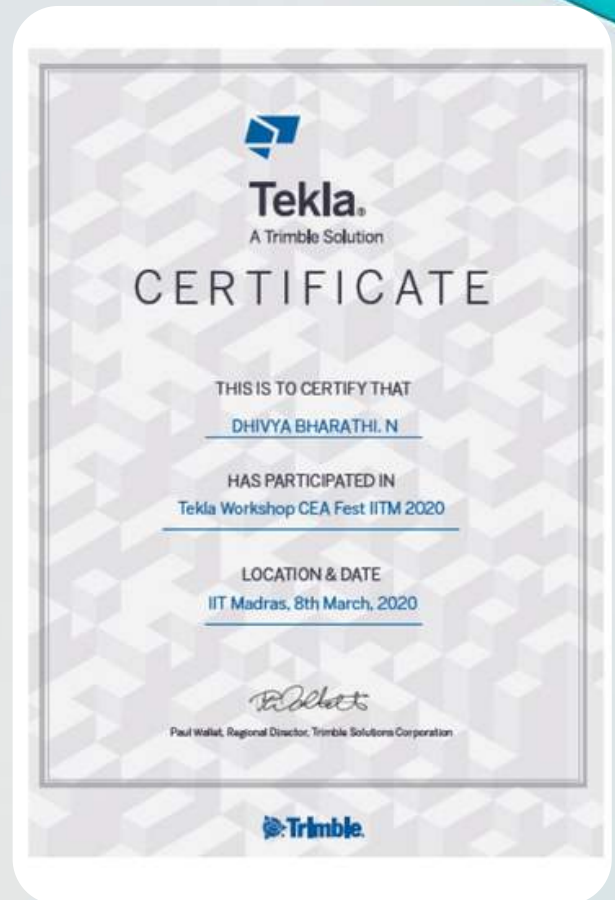 Tekla®
A Trimble Solution
CERTIFICATE
THIS IS TO CERTIFY THAT
DHIVYA BHARATHI. N
HAS PARTICIPATED IN
Tekla Workshop CEA Fest IITM 2020
LOCATION & DATE
IIT Madras, 8th March, 2020
Paul Wallat, Regional Director, Trimble Solutions Corporation
Trimble.